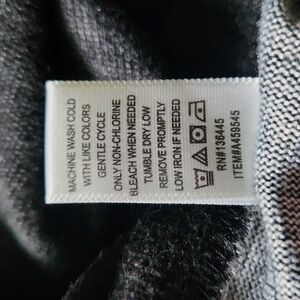 MACHINE WASH COLD
WITH LIKE COLORS
GENTLE CYCLE
ONLY NON-CHLORINE
BLEACH WHEN NEEDED
TUMBLE DRY LOW
REMOVE PROMPTLY
LOW IRON IF NEEDED
RN#136445
ITEM#A459545